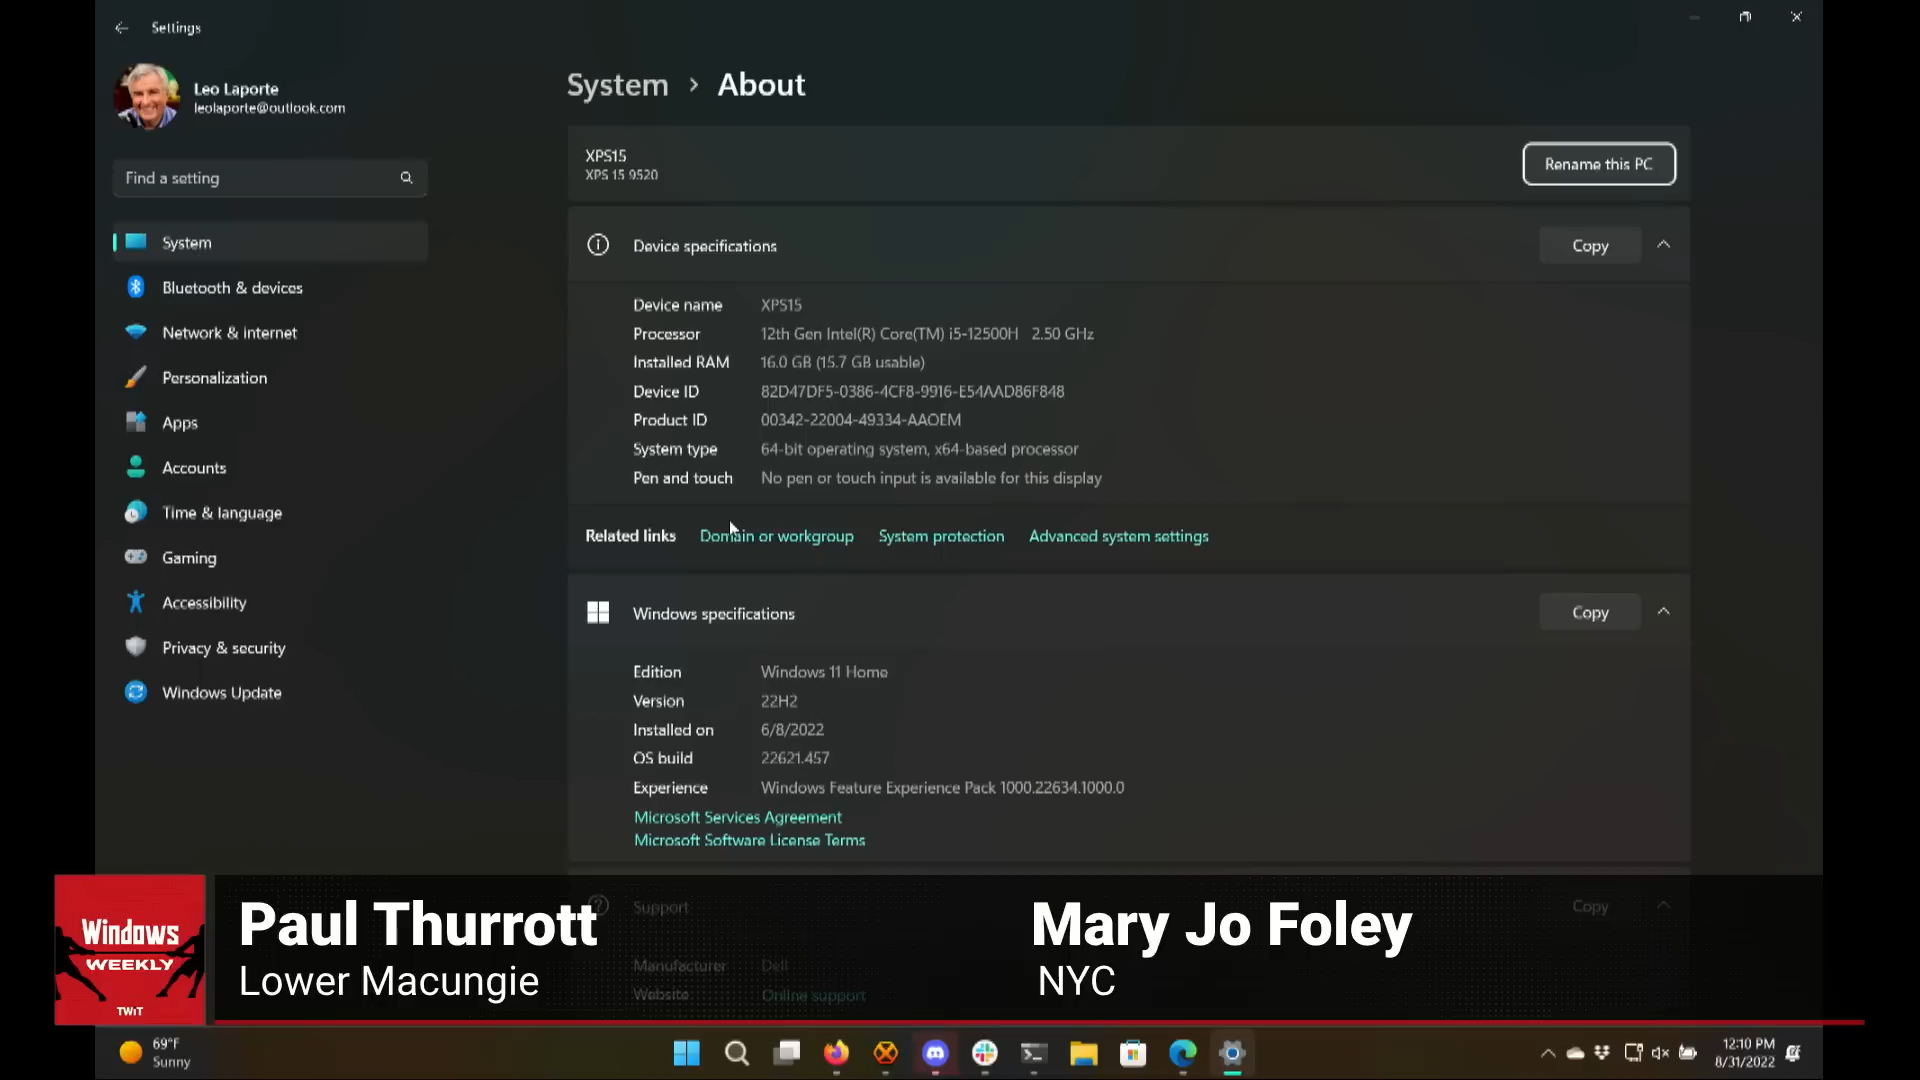 Settings
Leo Laporte
leolaporte@outlook.com
Find a setting
System
Bluetooth & devices
Network & internet
Personalization
Apps
Accounts
Time & language
Gaming
Accessibility
Privacy & security
Windows Update
System > About
XPS15
XPS 15 9520
Rename this PC
Device specifications
Copy
Device name XPS15
Processor 12th Gen Intel(R) Core(TM) i5-12500H 2.50 GHz
Installed RAM 16.0 GB (15.7 GB usable)
Device ID 82D47DF5-0386-4CF8-9916-E54AAD86F848
Product ID 00342-22004-49334-AAOEM
System type 64-bit operating system, x64-based processor
Pen and touch No pen or touch input is available for this display
Related links Domain or workgroup System protection Advanced system settings
Windows specifications
Copy
Edition Windows 11 Home
Version 22H2
Installed on 6/8/2022
OS build 22621.457
Experience Windows Feature Experience Pack 1000.22634.1000.0
Microsoft Services Agreement
Microsoft Software License Terms
Support
Copy
Manufacturer Dell
Website Online support
Windows
WEEKLY
TWiT
Paul Thurrott
Lower Macungie
Mary Jo Foley
NYC
69°F
Sunny
12:10 PM
8/31/2022